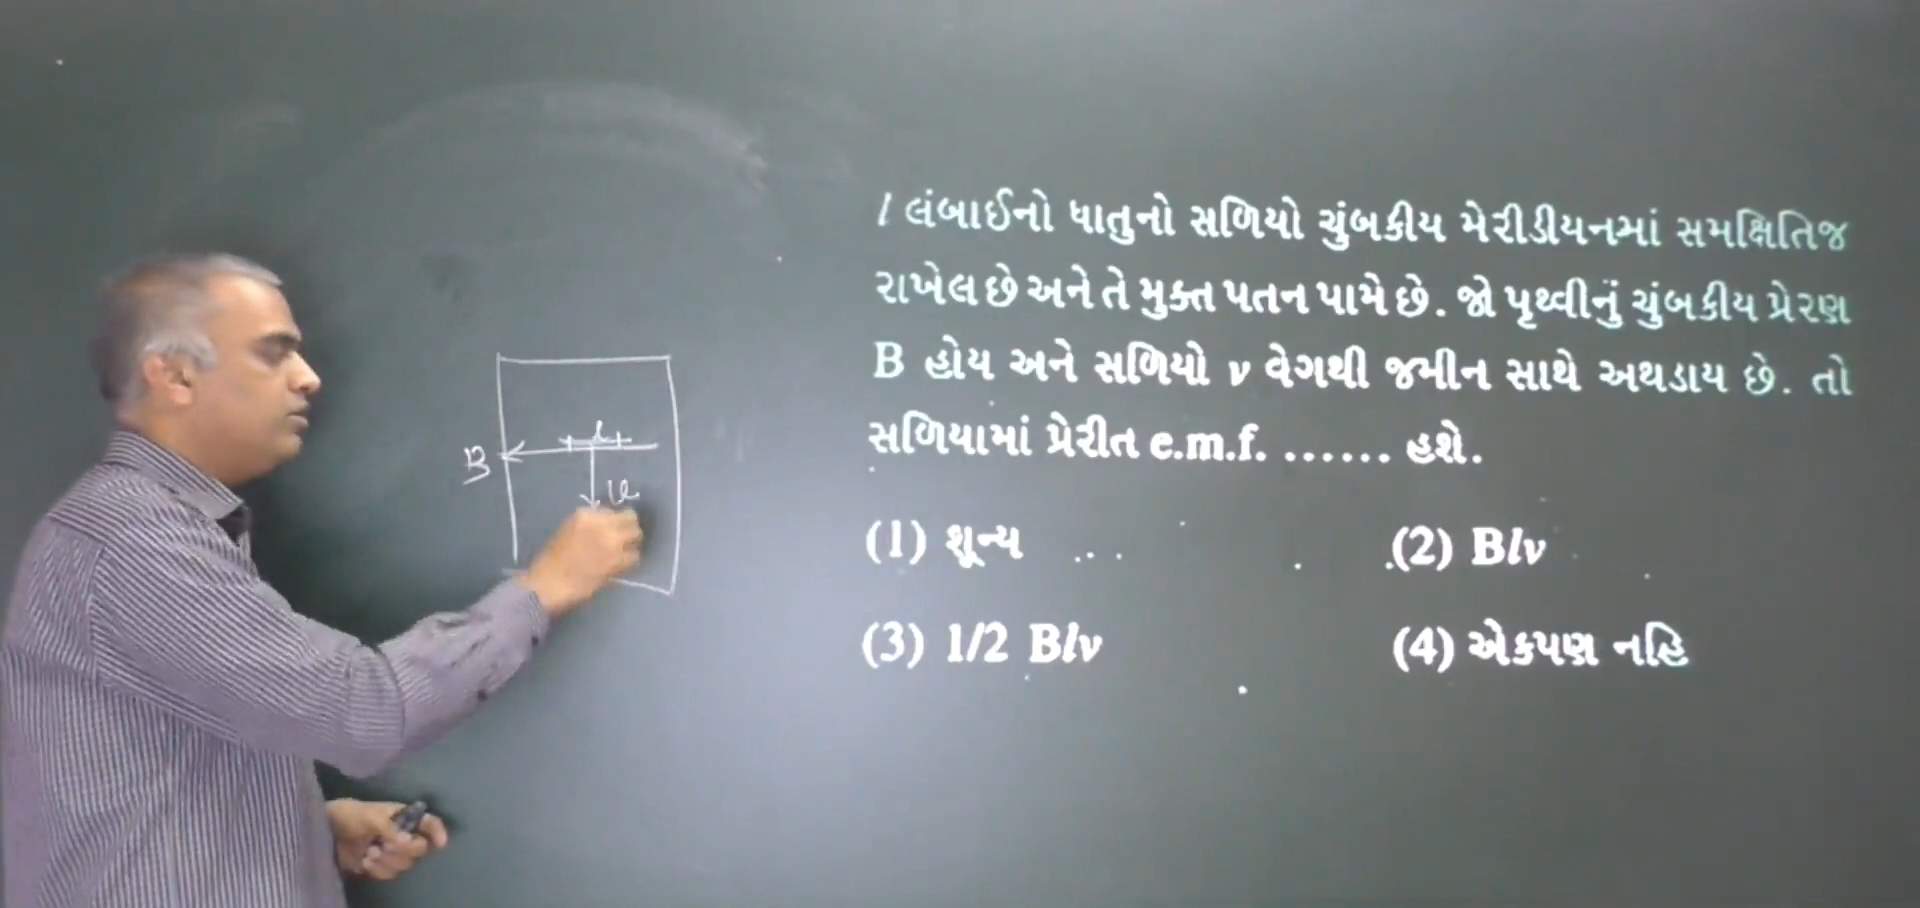 l લંબાઈનો ધાતુનો સળિયો ચુંબકીય મેરીડીયનમાં સમક્ષિતિજ
રાખેલ છે અને તે મુક્ત પતન પામે છે. જો પૃથ્વીનું ચુંબકીય પ્રેરણ
B હોય અને સળિયો v વેગથી જમીન સાથે અથડાય છે. તો
સળિયામાં પ્રેરીત e.m.f. ...... હશે.
(1) શૂન્ય (2) Blv
(3) 1/2 Blv (4) એકપણ નહિ
l
B
v